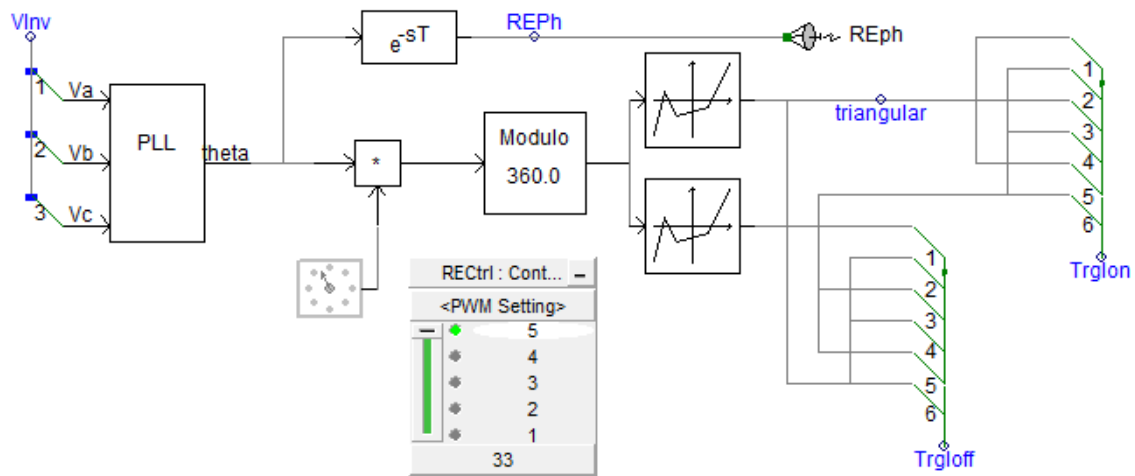 VInv
1
Va
2
Vb
3
Vc
PLL
theta
e-sT
REPh
REph
*
Modulo
360.0
triangular
1
2
3
4
5
6
Trglon
1
2
3
4
5
6
Trgloff
RECtrl : Cont...
<PWM Setting>
5
4
3
2
1
33